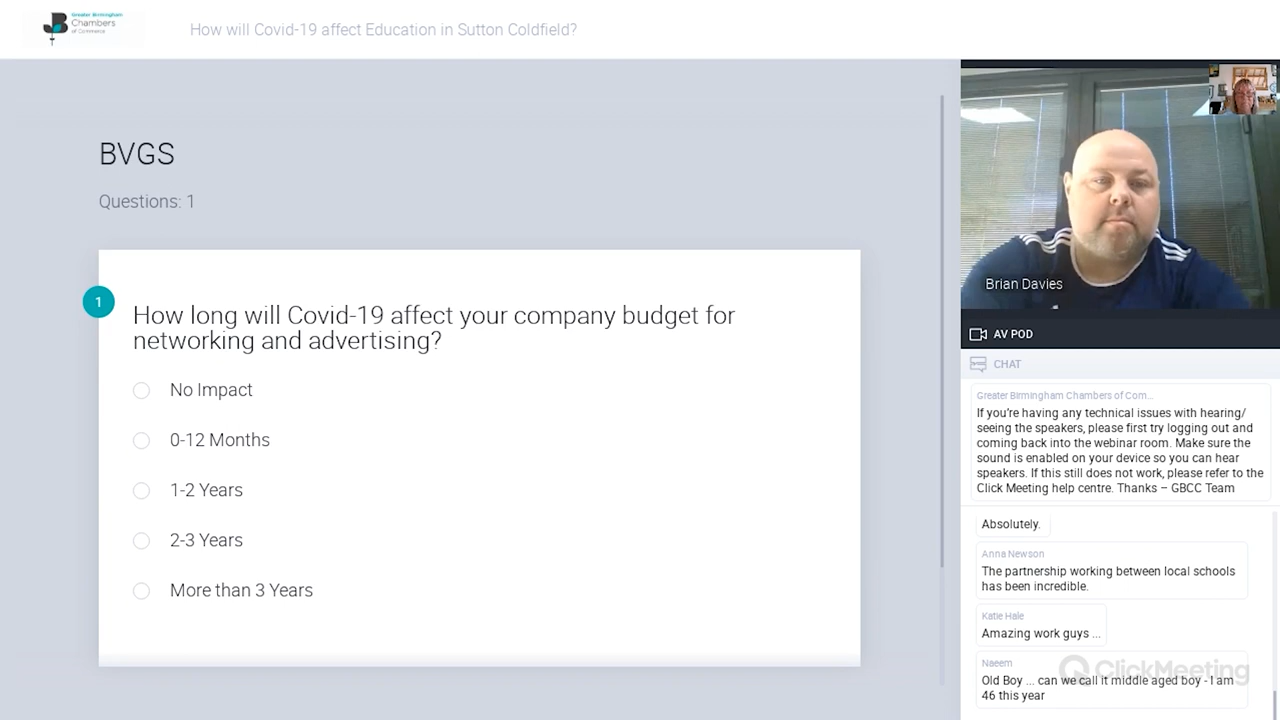 Greater Birmingham
Chambers
of Commerce
How will Covid-19 affect Education in Sutton Coldfield?
BVGS
Questions: 1
1
How long will Covid-19 affect your company budget for
networking and advertising?
No Impact
0-12 Months
1-2 Years
2-3 Years
More than 3 Years
Brian Davies
AV POD
CHAT
Greater Birmingham Chambers of Com...
If you're having any technical issues with hearing/
seeing the speakers, please first try logging out and
coming back into the webinar room. Make sure the
sound is enabled on your device so you can hear
speakers. If this still does not work, please refer to the
Click Meeting help centre. Thanks – GBCC Team
Absolutely.
Anna Newson
The partnership working between local schools
has been incredible.
Katie Hale
Amazing work guys ...
Naeem
Old Boy ... can we call it middle aged boy - I am
46 this year
ClickMeeting